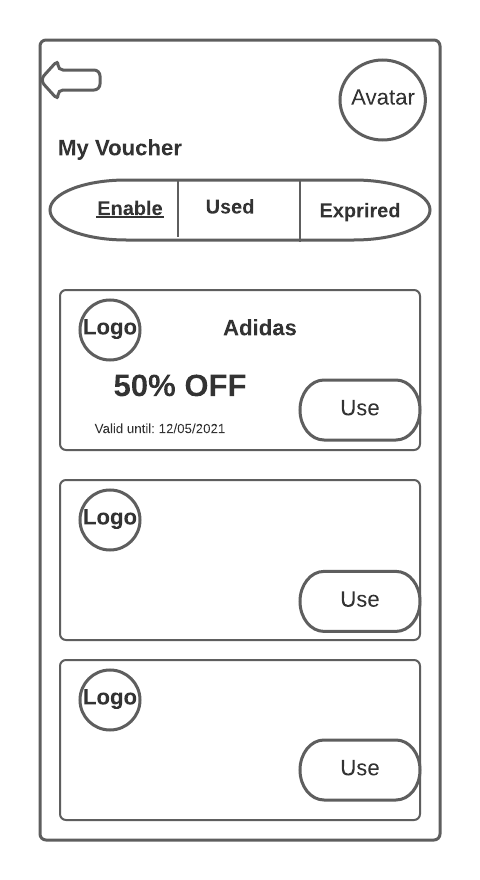 Avatar
My Voucher
Enable Used Exprired
Logo Adidas
50% OFF
Use
Valid until: 12/05/2021
Logo
Use
Logo
Use